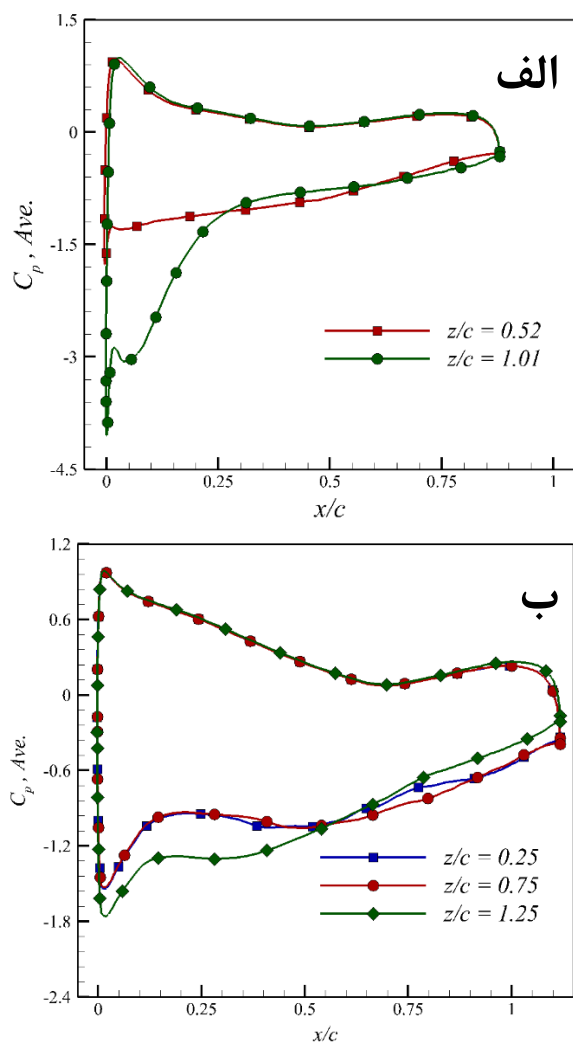 الف
1.5
0
-1.5
-3
-4.5
C_p , Ave.
z/c = 0.52
z/c = 1.01
0 0.25 0.5 0.75 1
x/c
ب
1.2
0.6
0
-0.6
-1.2
-1.8
-2.4
C_p , Ave.
z/c = 0.25
z/c = 0.75
z/c = 1.25
0 0.25 0.5 0.75 1
x/c